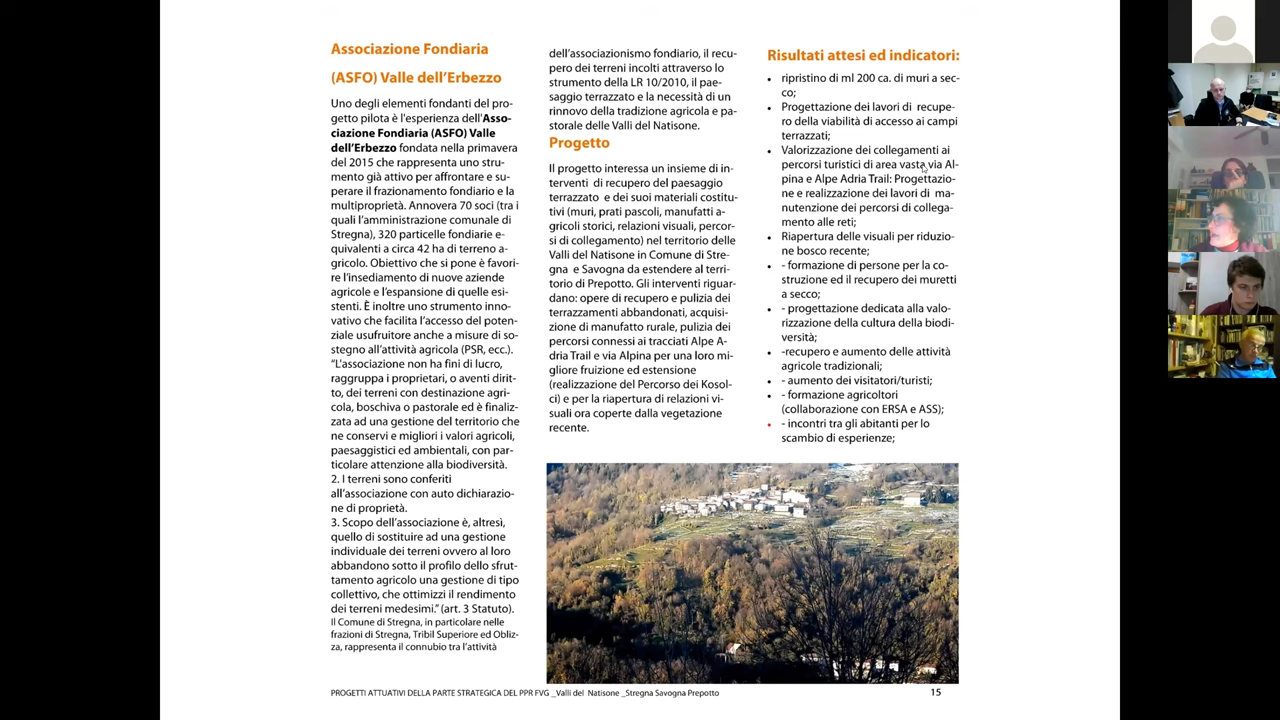 Associazione Fondiaria
(ASFO) Valle dell'Erbezzo
Uno degli elementi fondanti del pro-
getto pilota è l'esperienza dell'Asso-
ciazione Fondiaria (ASFO) Valle
dell'Erbezzo fondata nella primavera
del 2015 che rappresenta uno stru-
mento già attivo per affrontare e su-
perare il frazionamento fondiario e la
multiproprietà. Annovera 70 soci (tra i
quali l'amministrazione comunale di
Stregna), 320 particelle fondiarie e-
quivalenti a circa 42 ha di terreno a-
gricolo. Obiettivo che si pone è favori-
re l'insediamento di nuove aziende
agricole e l'espansione di quelle esi-
stenti. È inoltre uno strumento inno-
vativo che facilita l'accesso del poten-
ziale usufruitore anche a misure di so-
stegno all'attività agricola (PSR, ecc.).
"L'associazione non ha fini di lucro,
raggruppa i proprietari, o aventi dirit-
to, dei terreni con destinazione agri-
cola, boschiva o pastorale ed è finaliz-
zata ad una gestione del territorio che
ne conservi e migliori i valori agricoli,
paesaggistici ed ambientali, con par-
ticolare attenzione alla biodiversità.
2. I terreni sono conferiti
all'associazione con auto dichiarazio-
ne di proprietà.
3. Scopo dell'associazione è, altresì,
quello di sostituire ad una gestione
individuale dei terreni ovvero al loro
abbandono sotto il profilo dello sfrut-
tamento agricolo una gestione di tipo
collettivo, che ottimizzi il rendimento
dei terreni medesimi." (art. 3 Statuto).
Il Comune di Stregna, in particolare nelle
frazioni di Stregna, Tribil Superiore ed Obliz-
za, rappresenta il connubio tra l'attività
dell'associazionismo fondiario, il recu-
pero dei terreni incolti attraverso lo
strumento della LR 10/2010, il pae-
saggio terrazzato e la necessità di un
rinnovo della tradizione agricola e pa-
storale delle Valli del Natisone.
Progetto
Il progetto interessa un insieme di in-
terventi di recupero del paesaggio
terrazzato e dei suoi materiali costitu-
tivi (muri, prati pascoli, manufatti a-
gricoli storici, relazioni visuali, percor-
si di collegamento) nel territorio delle
Valli del Natisone in Comune di Stre-
gna e Savogna da estendere al terri-
torio di Prepotto. Gli interventi riguar-
dano: opere di recupero e pulizia dei
terrazzamenti abbandonati, acquisi-
zione di manufatto rurale, pulizia dei
percorsi connessi ai tracciati Alpe A-
dria Trail e via Alpina per una loro mi-
gliore fruizione ed estensione
(realizzazione del Percorso dei Kosol-
ci) e per la riapertura di relazioni vi-
suali ora coperte dalla vegetazione
recente.
Risultati attesi ed indicatori:
• ripristino di ml 200 ca. di muri a sec-
co;
• Progettazione dei lavori di recupe-
ro della viabilità di accesso ai campi
terrazzati;
• Valorizzazione dei collegamenti ai
percorsi turistici di area vasta via Al-
pina e Alpe Adria Trail: Progettazio-
ne e realizzazione dei lavori di ma-
nutenzione dei percorsi di collega-
mento alle reti;
• Riapertura delle visuali per riduzio-
ne bosco recente;
• - formazione di persone per la co-
struzione ed il recupero dei muretti
a secco;
• - progettazione dedicata alla valo-
rizzazione della cultura della biodi-
versità;
• -recupero e aumento delle attività
agricole tradizionali;
• - aumento dei visitatori/turisti;
• - formazione agricoltori
(collaborazione con ERSA e ASS);
• - incontri tra gli abitanti per lo
scambio di esperienze;
PROGETTI ATTUATIVI DELLA PARTE STRATEGICA DEL PPR FVG _Valli del Natisone _Stregna Savogna Prepotto
15